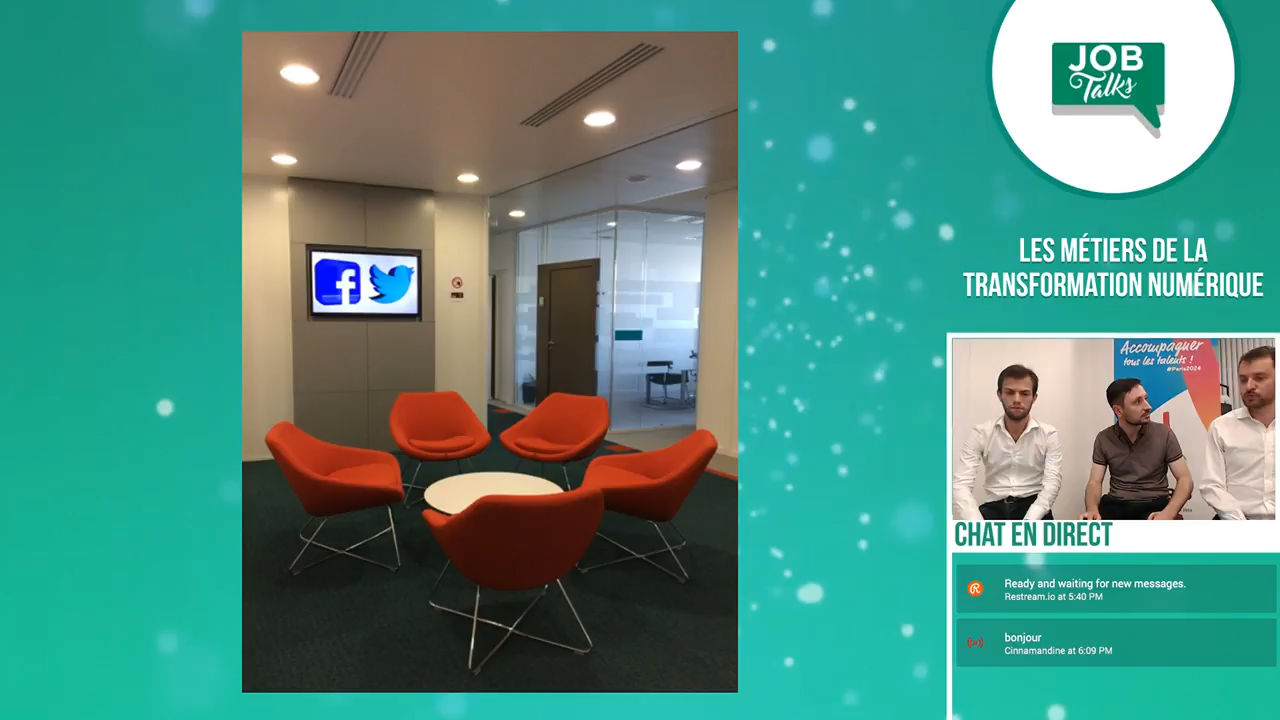 JOB
Talks
LES MÉTIERS DE LA
TRANSFORMATION NUMÉRIQUE
Accompagner
tous les talents !
#Paris2024
CHAT EN DIRECT
Ready and waiting for new messages.
Restream.io at 5:40 PM
bonjour
Cinnamandine at 6:09 PM